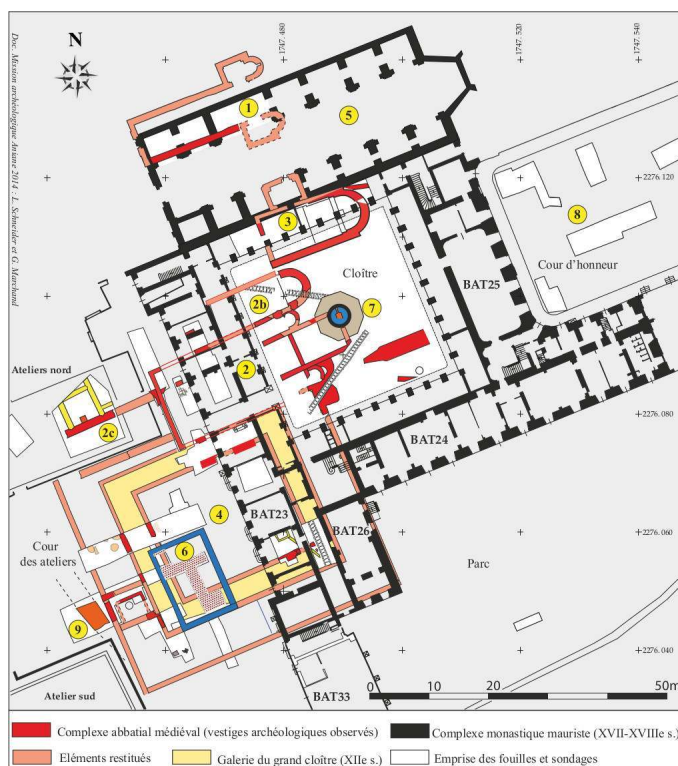 Doc. Mission archéologique Aniane 2014 : L. Schneider et G. Marchand
N
1747.480
1747.520
1747.540
1
5
2276.120
8
3
Cour d'honneur
Cloître
BAT25
2b
7
Ateliers nord
2
2c
2276.080
BAT24
4
BAT23
BAT26
2276.060
Cour
des ateliers
6
Parc
9
2276.040
Atelier sud
BAT33
0 10 20 50m
Complexe abbatial médiéval (vestiges archéologiques observés)
Complexe monastique mauriste (XVII-XVIIIe s.)
Eléments restitués
Galerie du grand cloître (XIIe s.)
Emprise des fouilles et sondages